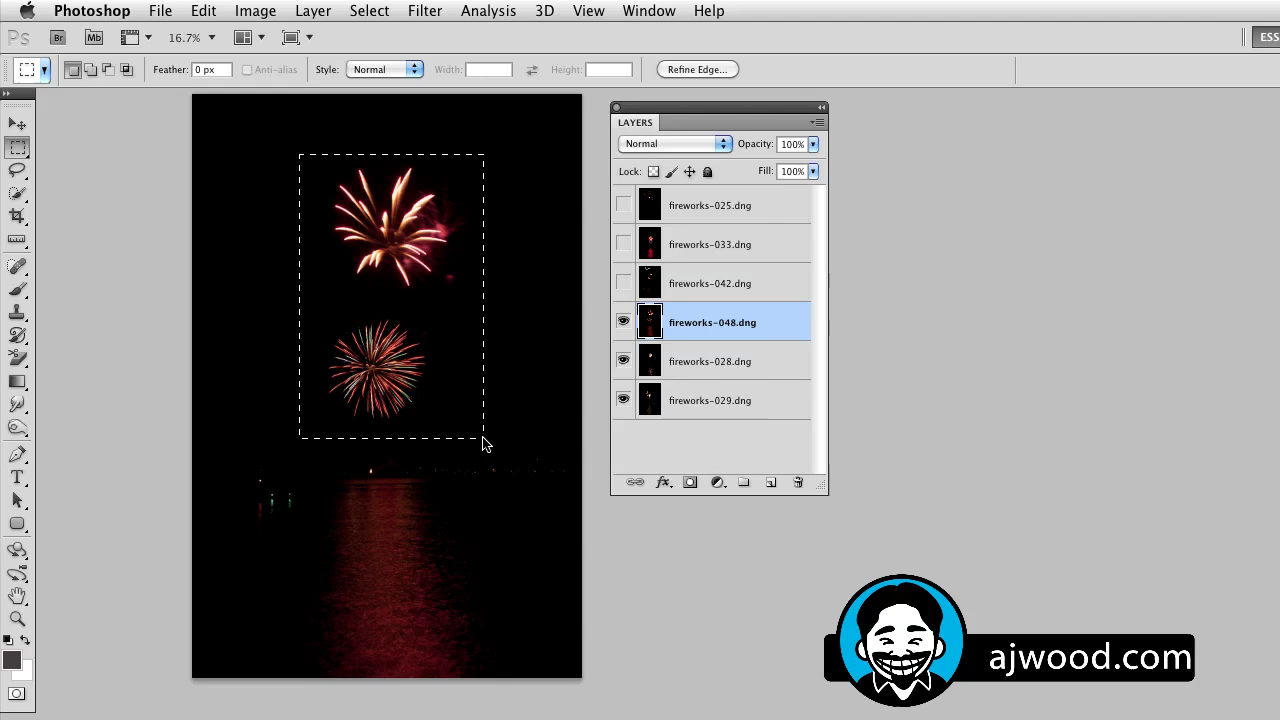 Photoshop File Edit Image Layer Select Filter Analysis 3D View Window Help
Ps Br Mb 16.7% ESS
Feather: 0 px Anti-alias Style: Normal Width: Height: Refine Edge...
LAYERS
Normal Opacity: 100%
Lock: Fill: 100%
fireworks-025.dng
fireworks-033.dng
fireworks-042.dng
fireworks-048.dng
fireworks-028.dng
fireworks-029.dng
fx
T
ajwood.com